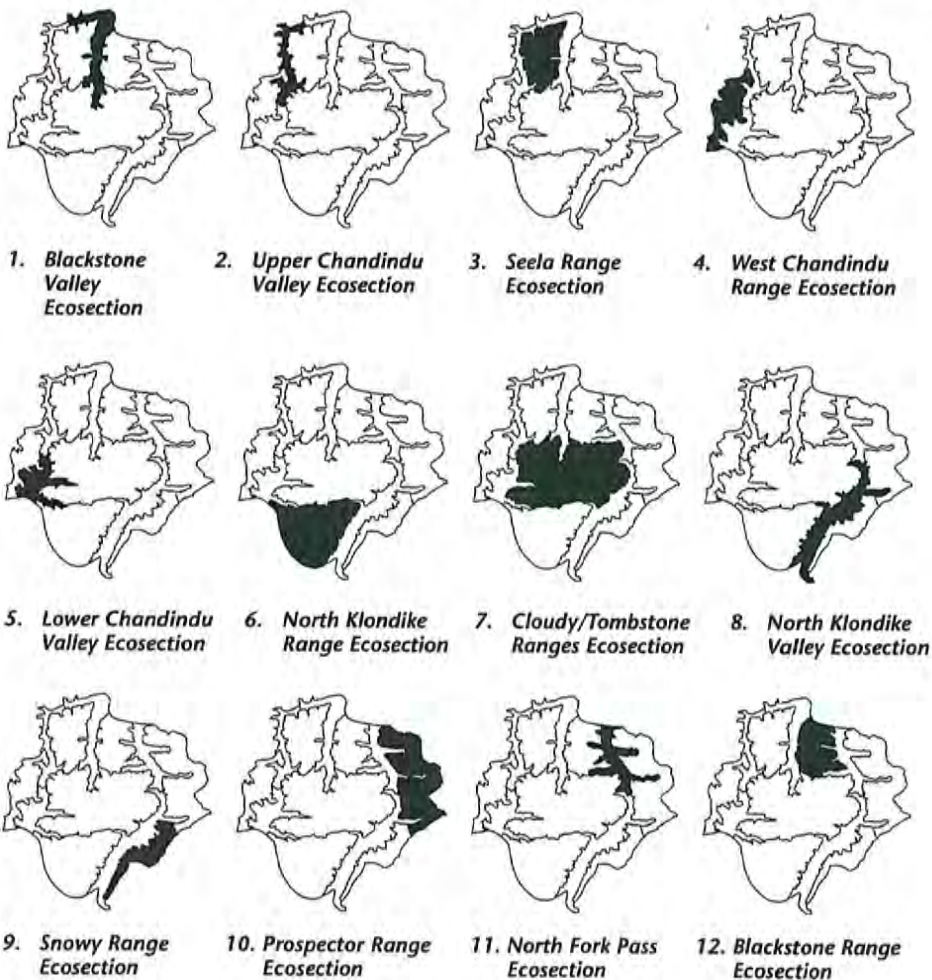 1. Blackstone
Valley
Ecosection
2. Upper Chandindu
Valley Ecosection
3. Seela Range
Ecosection
4. West Chandindu
Range Ecosection
5. Lower Chandindu
Valley Ecosection
6. North Klondike
Range Ecosection
7. Cloudy/Tombstone
Ranges Ecosection
8. North Klondike
Valley Ecosection
9. Snowy Range
Ecosection
10. Prospector Range
Ecosection
11. North Fork Pass
Ecosection
12. Blackstone Range
Ecosection